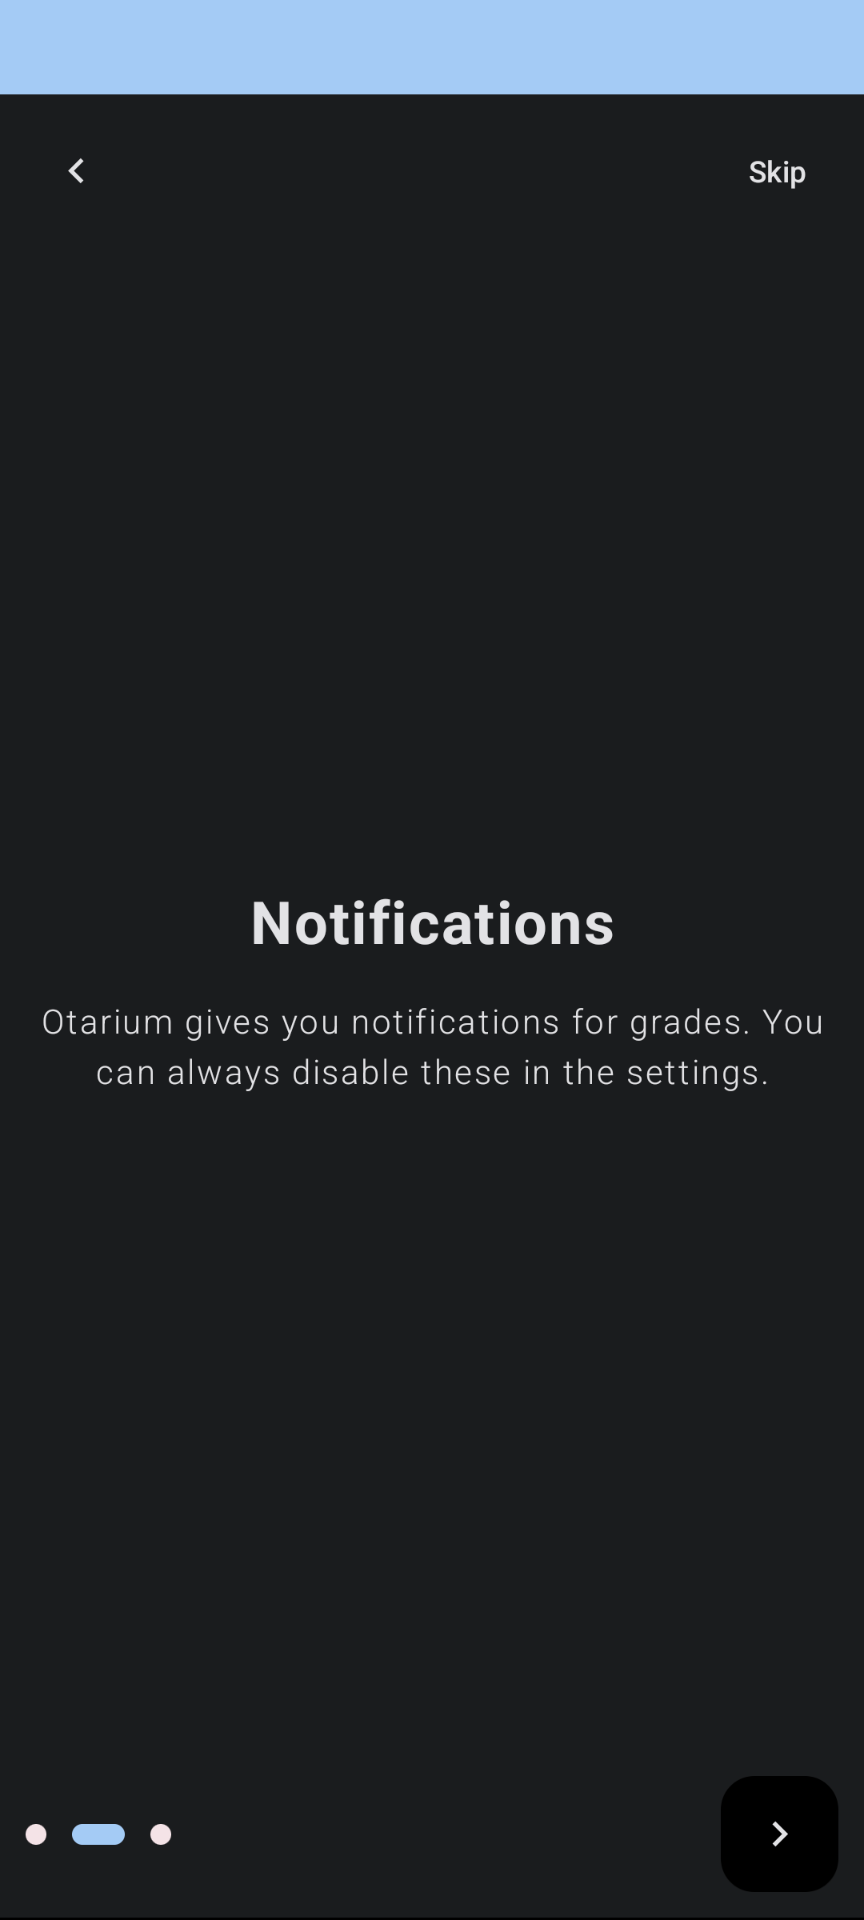 Skip
Notifications
Otarium gives you notifications for grades. You
can always disable these in the settings.